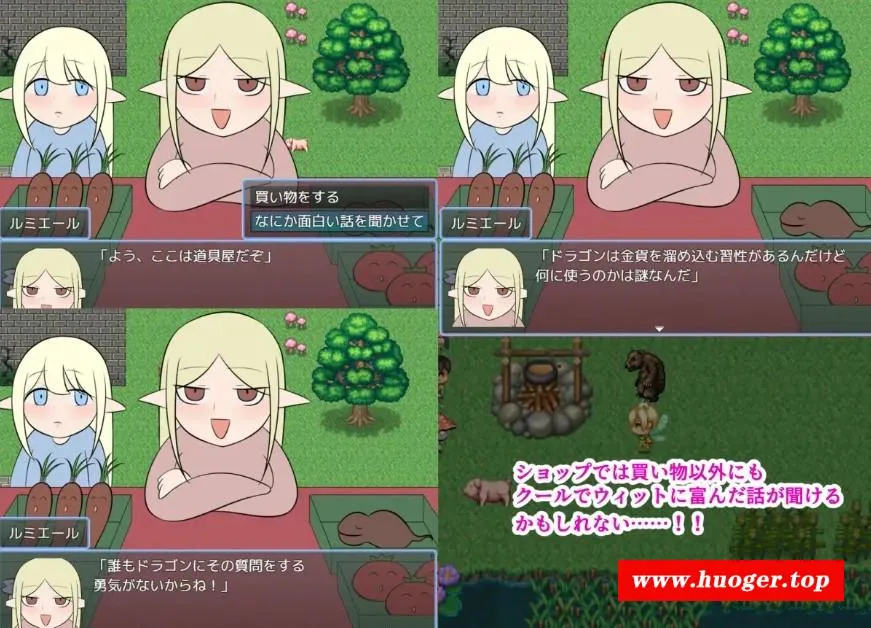 買い物をする
なにか面白い話を聞かせて
ルミエール
「よう、ここは道具屋だぞ」
ルミエール
「ドラゴンは金貨を溜め込む習性があるんだけど
何に使うのかは謎なんだ」
ルミエール
「誰もドラゴンにその質問をする
勇気がないからね！」
ショップでは買い物以外にも
クールでウィットに富んだ話が聞ける
かもしれない……！！
www.huoger.top